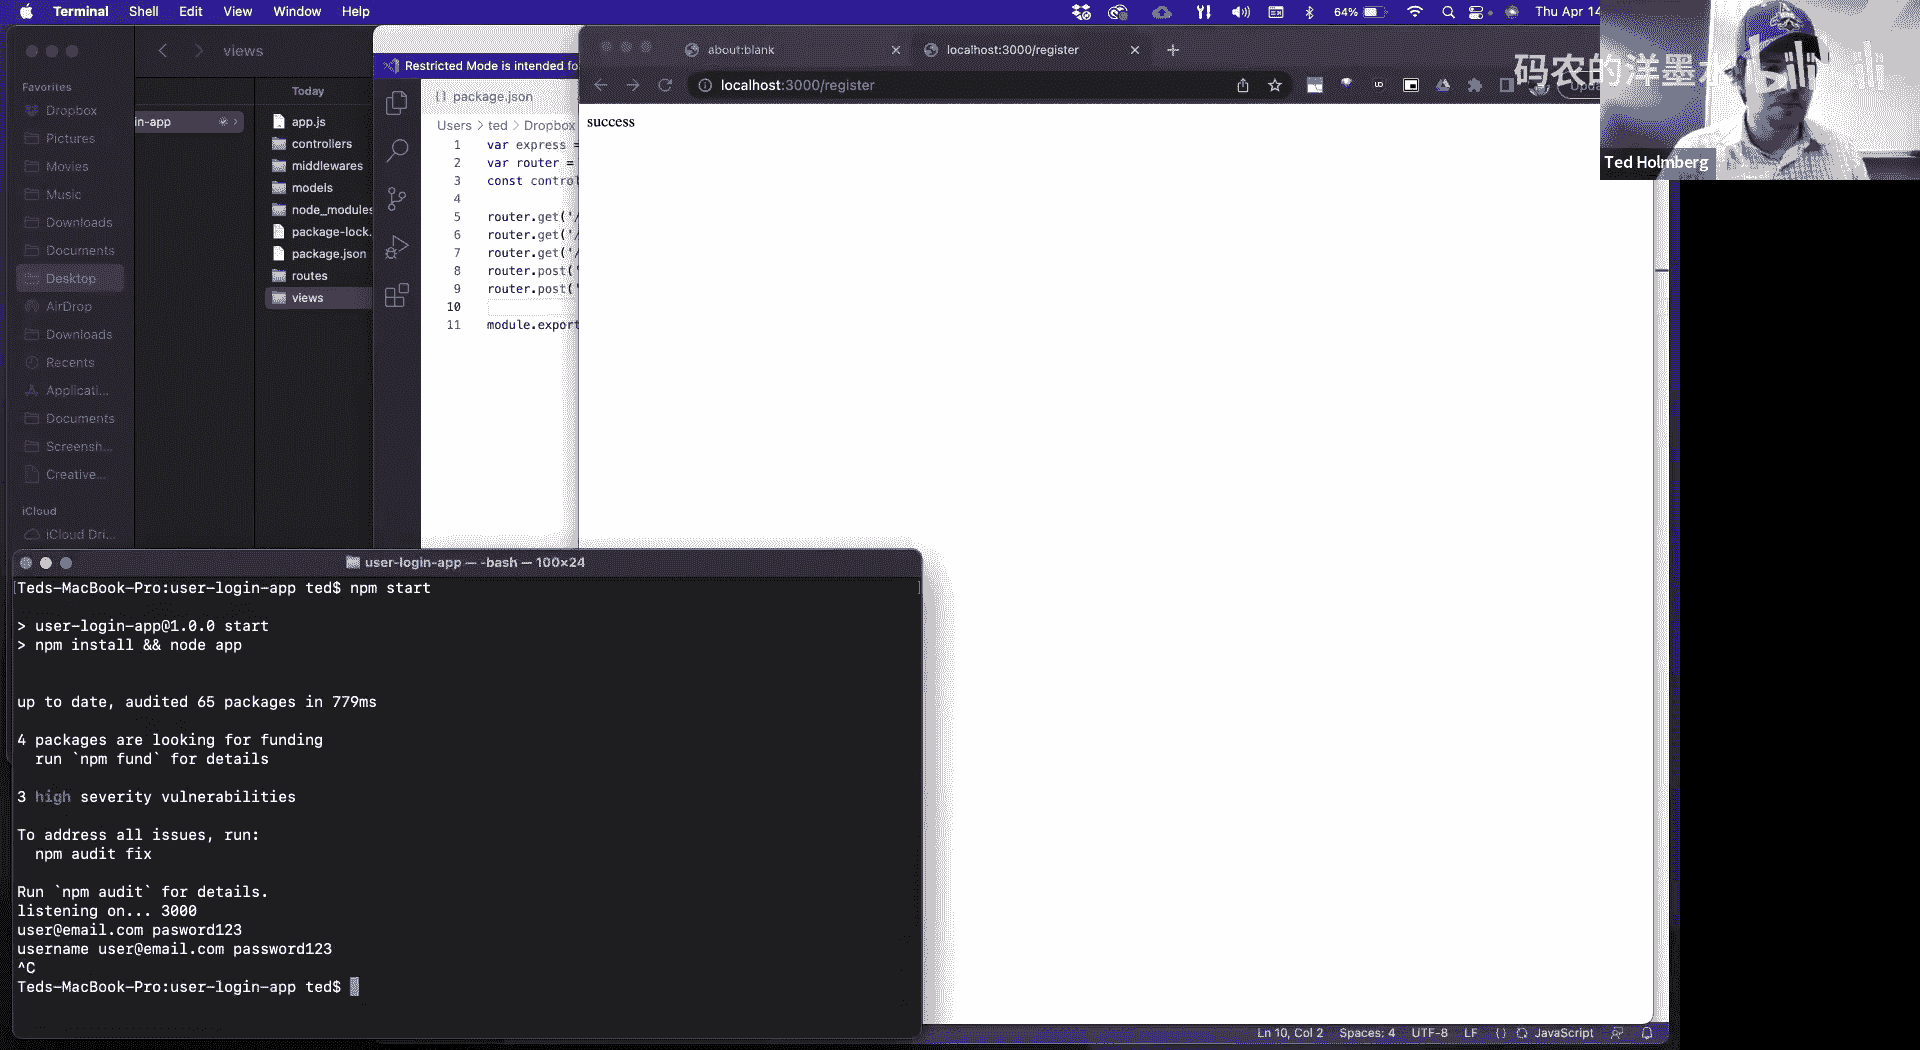 Terminal Shell Edit View Window Help
64%
Thu Apr 14
views
Favorites
Dropbox
Pictures
Movies
Music
Downloads
Documents
Desktop
AirDrop
Downloads
Recents
Applicati...
Documents
Screensh...
Creative...
iCloud
iCloud Dri...
in-app
Today
app.js
controllers
middlewares
models
node_modules
package-lock.
package.json
routes
views
Restricted Mode is intended fo
{} package.json
Users > ted > Dropbox
1 var express =
2 var router =
3 const control
4
5 router.get('/
6 router.get('/
7 router.get('/
8 router.post('
9 router.post('
10
11 module.export
about:blank
localhost:3000/register
localhost:3000/register
success
码农的洋墨水
bilibili
Ted Holmberg
user-login-app — -bash — 100×24
Teds-MacBook-Pro:user-login-app ted$ npm start
> user-login-app@1.0.0 start
> npm install && node app
up to date, audited 65 packages in 779ms
4 packages are looking for funding
run `npm fund` for details
3 high severity vulnerabilities
To address all issues, run:
npm audit fix
Run `npm audit` for details.
listening on... 3000
user@email.com pasword123
username user@email.com password123
^C
Teds-MacBook-Pro:user-login-app ted$
Ln 10, Col 2 Spaces: 4 UTF-8 LF {} JavaScript